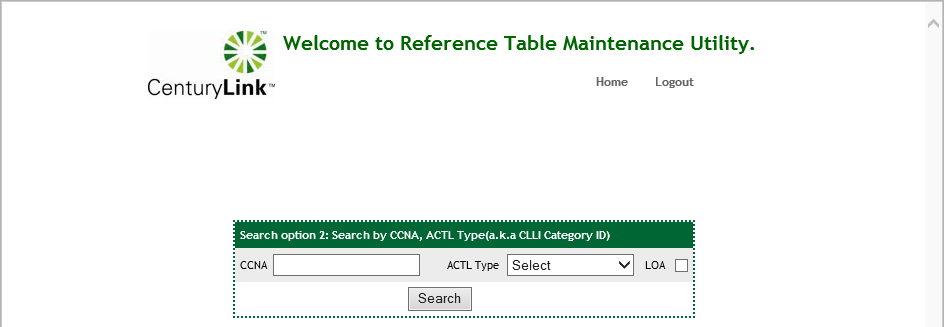 Welcome to Reference Table Maintenance Utility.
CenturyLink™
Home Logout
Search option 2: Search by CCNA, ACTL Type(a.k.a CLLI Category ID)
CCNA ACTL Type Select LOA
Search